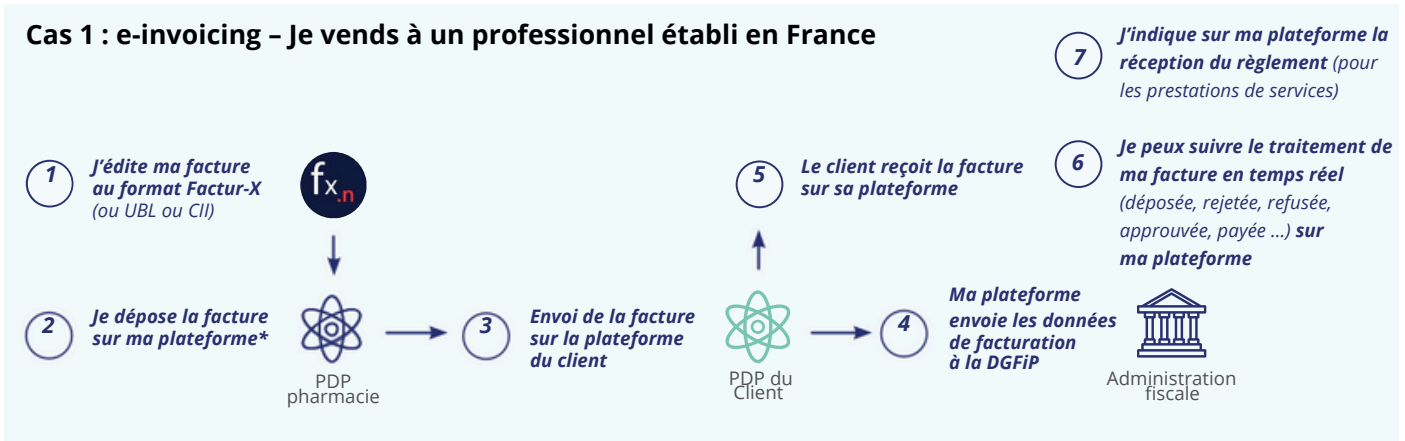 Cas 1 : e-invoicing – Je vends à un professionnel établi en France
1
J’édite ma facture
au format Factur-X
(ou UBL ou CII)
fx.n
2
Je dépose la facture
sur ma plateforme*
PDP
pharmacie
3
Envoi de la facture
sur la plateforme
du client
PDP du
Client
4
Ma plateforme
envoie les données
de facturation
à la DGFiP
Administration
fiscale
5
Le client reçoit la facture
sur sa plateforme
6
Je peux suivre le traitement de
ma facture en temps réel
(déposée, rejetée, refusée,
approuvée, payée ...) sur
ma plateforme
7
J’indique sur ma plateforme la
réception du règlement (pour
les prestations de services)